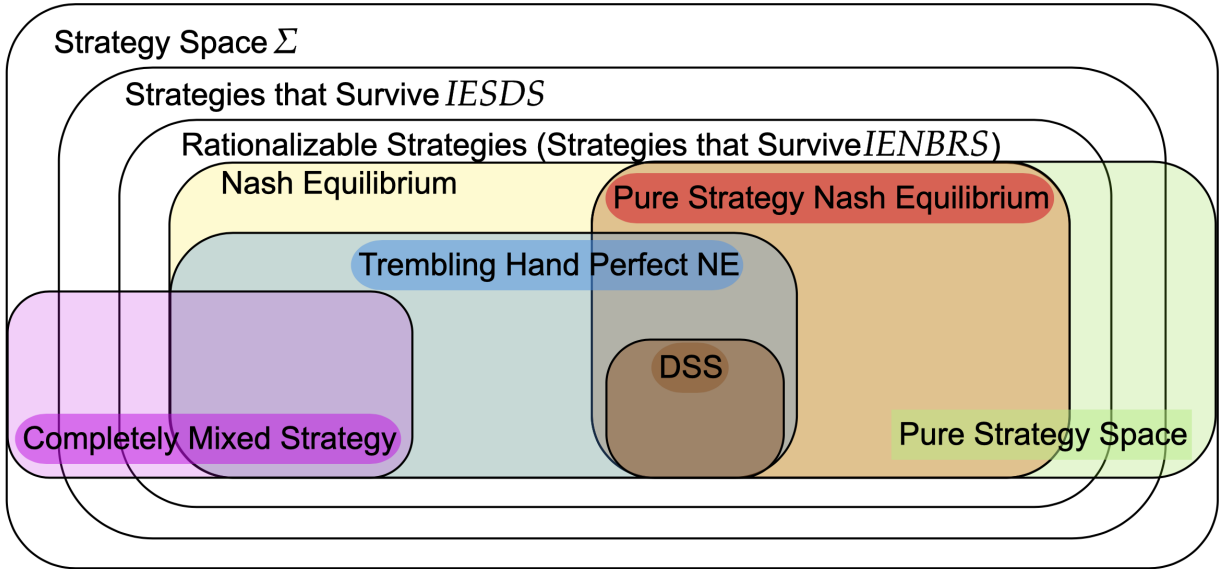 Strategy Space Σ
Strategies that Survive IESDS
Rationalizable Strategies (Strategies that Survive IENBRS)
Nash Equilibrium
Pure Strategy Nash Equilibrium
Trembling Hand Perfect NE
DSS
Completely Mixed Strategy
Pure Strategy Space